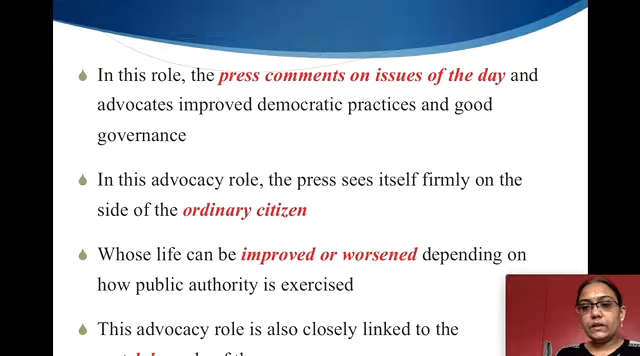 In this role, the press comments on issues of the day and
advocates improved democratic practices and good
governance
In this advocacy role, the press sees itself firmly on the
side of the ordinary citizen
Whose life can be improved or worsened depending on
how public authority is exercised
This advocacy role is also closely linked to the